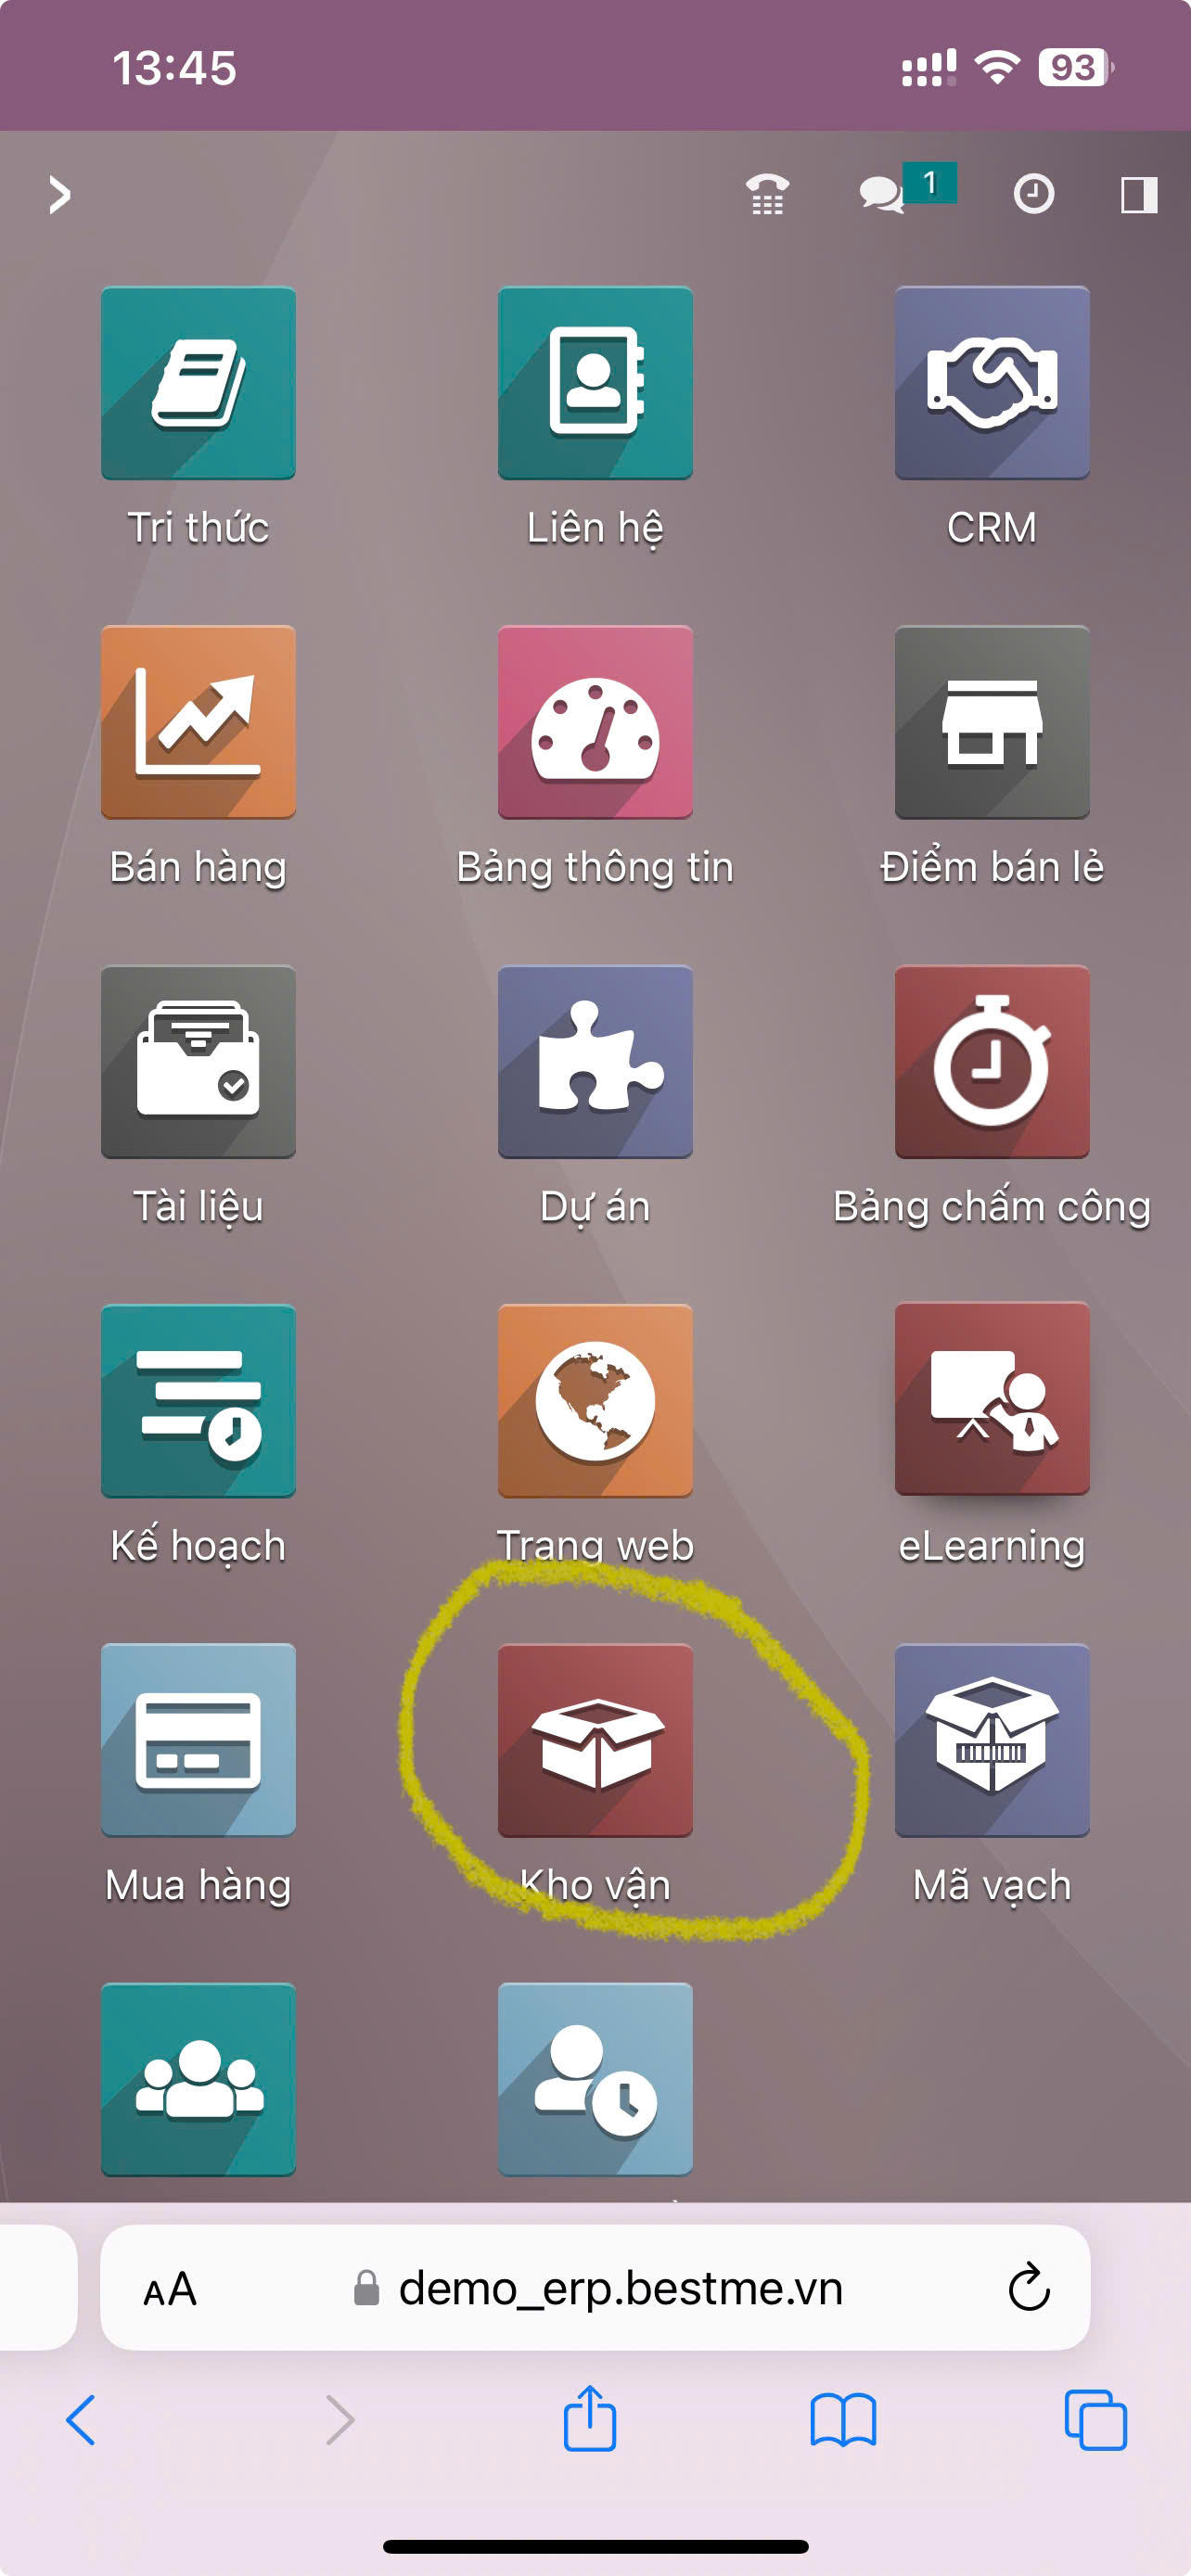 13:45
93
1
Tri thức
Liên hệ
CRM
Bán hàng
Bảng thông tin
Điểm bán lẻ
Tài liệu
Dự án
Bảng chấm công
Kế hoạch
Trang web
eLearning
Mua hàng
Kho vận
Mã vạch
AA
demo_erp.bestme.vn